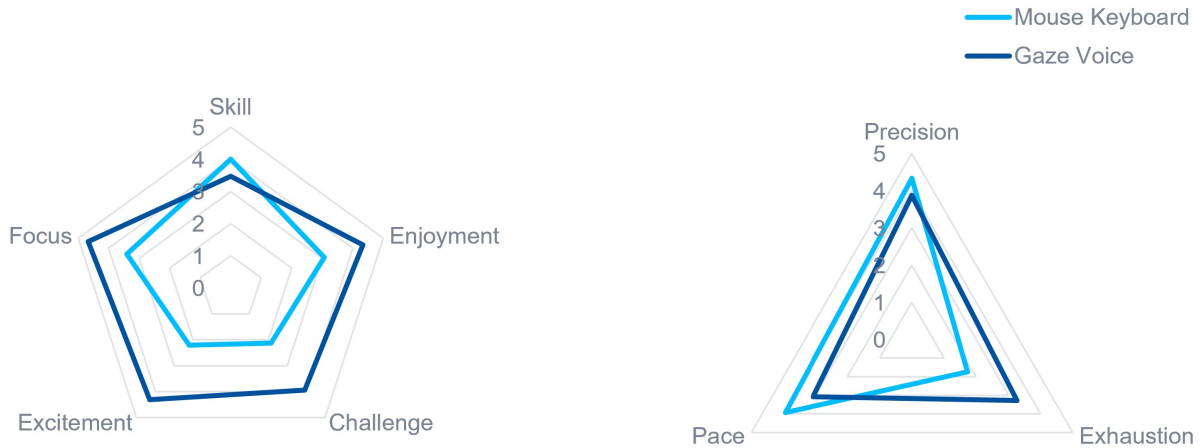 Mouse Keyboard
Gaze Voice
Skill
5
4
3
2
1
0
Focus
Enjoyment
Excitement
Challenge
Precision
5
4
3
2
1
0
Pace
Exhaustion